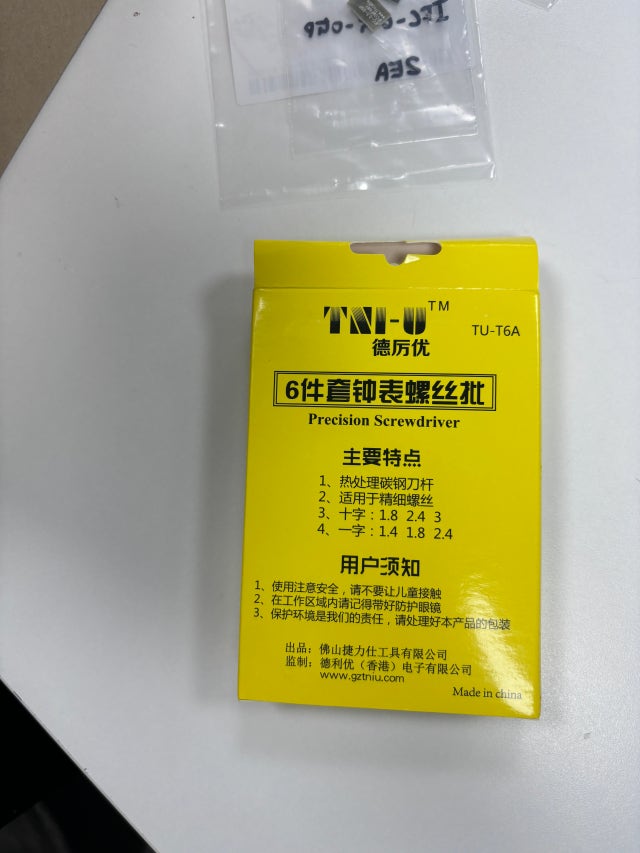 2EA
TNI-U™
TU-T6A
德厉优
6件套钟表螺丝批
Precision Screwdriver
主要特点
1、热处理碳钢刀杆
2、适用于精细螺丝
3、十字：1.8 2.4 3
4、一字：1.4 1.8 2.4
用户须知
1、使用注意安全，请不要让儿童接触
2、在工作区域内请记得带好防护眼镜
3、保护环境是我们的责任，请处理好本产品的包装
出品：佛山捷力仕工具有限公司
监制：德利优（香港）电子有限公司
www.gztniu.com
Made in china